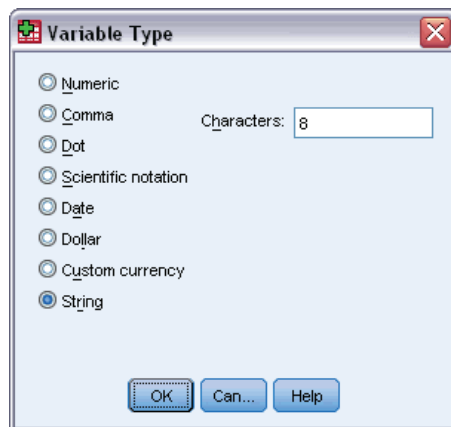 Variable Type
Numeric
Comma
Characters: 8
Dot
Scientific notation
Date
Dollar
Custom currency
String
OK Can... Help